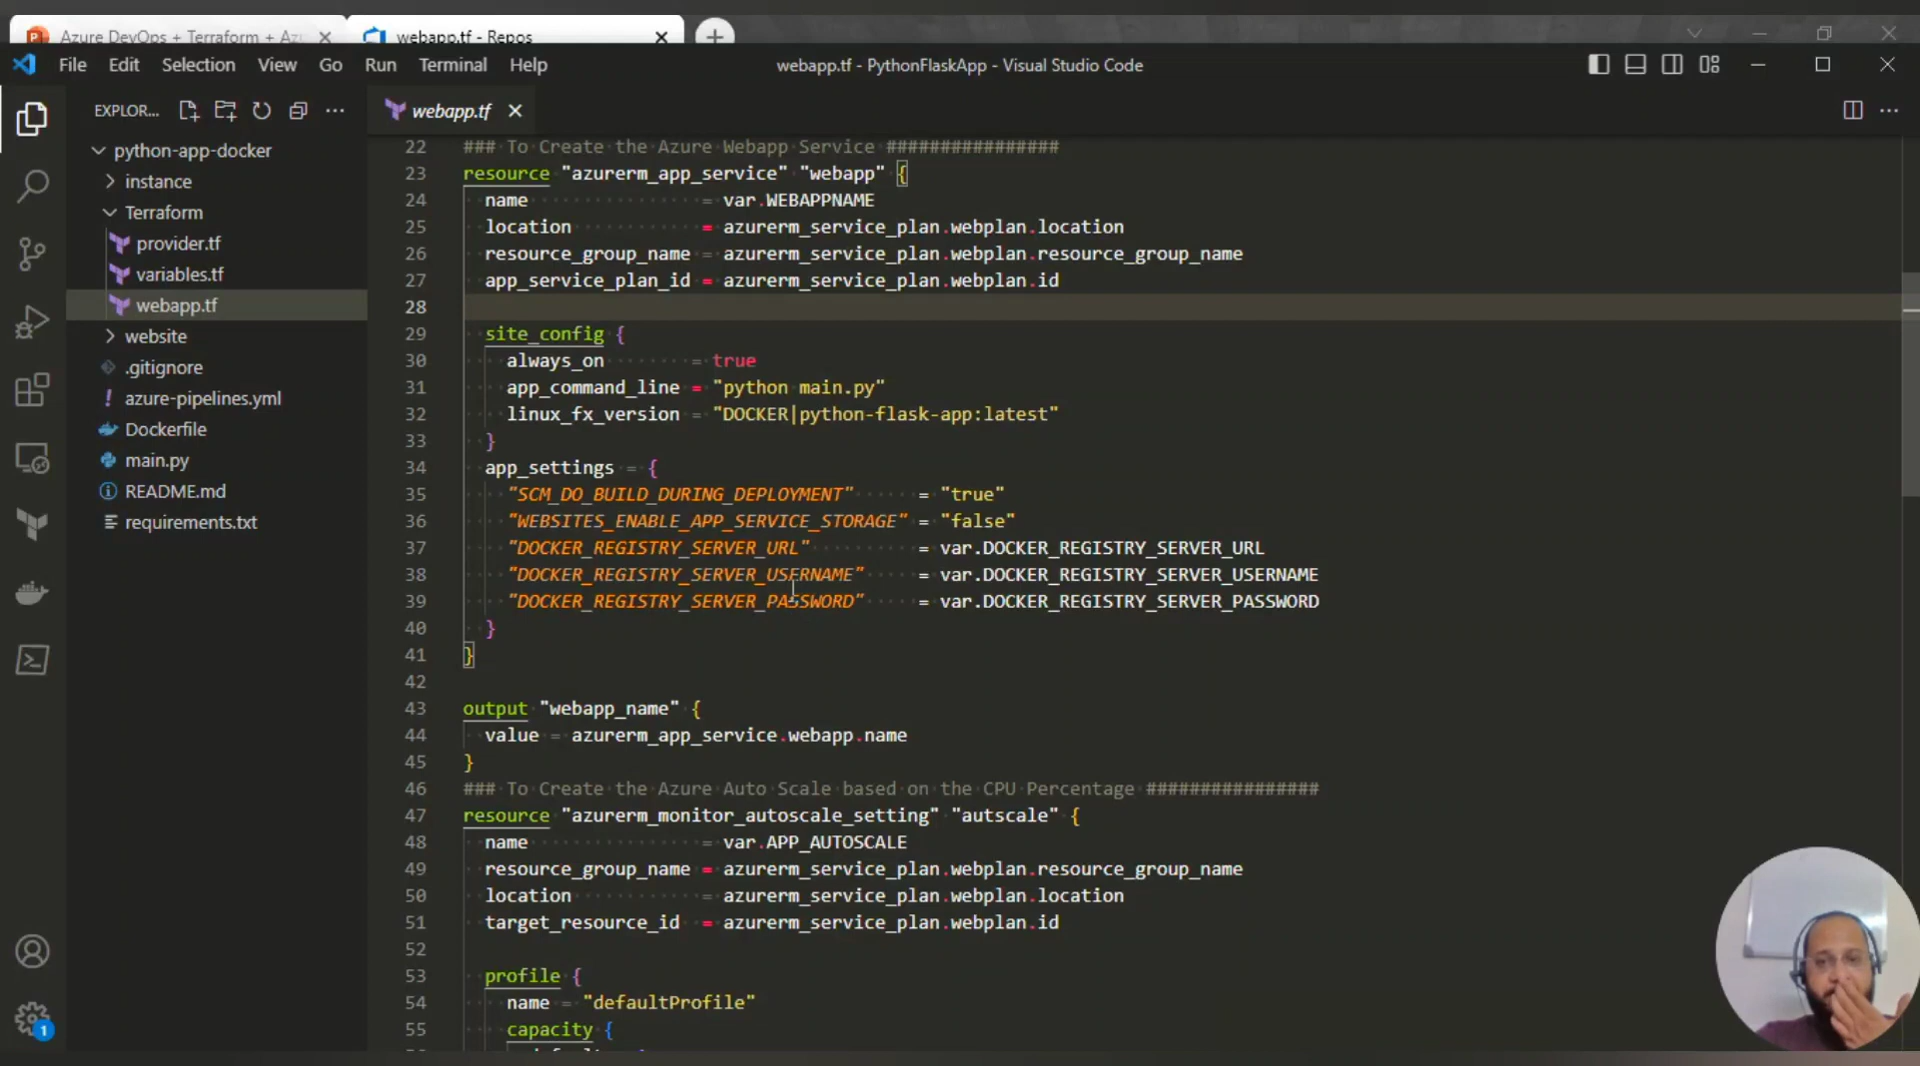 Azure DevOps + Terraform + Az
webapp.tf - Repos
File Edit Selection View Go Run Terminal Help
webapp.tf - PythonFlaskApp - Visual Studio Code
EXPLOR...
webapp.tf
python-app-docker
instance
Terraform
provider.tf
variables.tf
webapp.tf
website
.gitignore
! azure-pipelines.yml
Dockerfile
main.py
README.md
requirements.txt
1
22 ### To Create the Azure Webapp Service ################
23 resource "azurerm_app_service" "webapp" {
24 name = var.WEBAPPNAME
25 location = azurerm_service_plan.webplan.location
26 resource_group_name = azurerm_service_plan.webplan.resource_group_name
27 app_service_plan_id = azurerm_service_plan.webplan.id
28
29 site_config {
30 always_on = true
31 app_command_line = "python main.py"
32 linux_fx_version = "DOCKER|python-flask-app:latest"
33 }
34 app_settings = {
35 "SCM_DO_BUILD_DURING_DEPLOYMENT" = "true"
36 "WEBSITES_ENABLE_APP_SERVICE_STORAGE" = "false"
37 "DOCKER_REGISTRY_SERVER_URL" = var.DOCKER_REGISTRY_SERVER_URL
38 "DOCKER_REGISTRY_SERVER_USERNAME" = var.DOCKER_REGISTRY_SERVER_USERNAME
39 "DOCKER_REGISTRY_SERVER_PASSWORD" = var.DOCKER_REGISTRY_SERVER_PASSWORD
40 }
41 }
42
43 output "webapp_name" {
44 value = azurerm_app_service.webapp.name
45 }
46 ### To Create the Azure Auto Scale based on the CPU Percentage ################
47 resource "azurerm_monitor_autoscale_setting" "autscale" {
48 name = var.APP_AUTOSCALE
49 resource_group_name = azurerm_service_plan.webplan.resource_group_name
50 location = azurerm_service_plan.webplan.location
51 target_resource_id = azurerm_service_plan.webplan.id
52
53 profile {
54 name = "defaultProfile"
55 capacity {